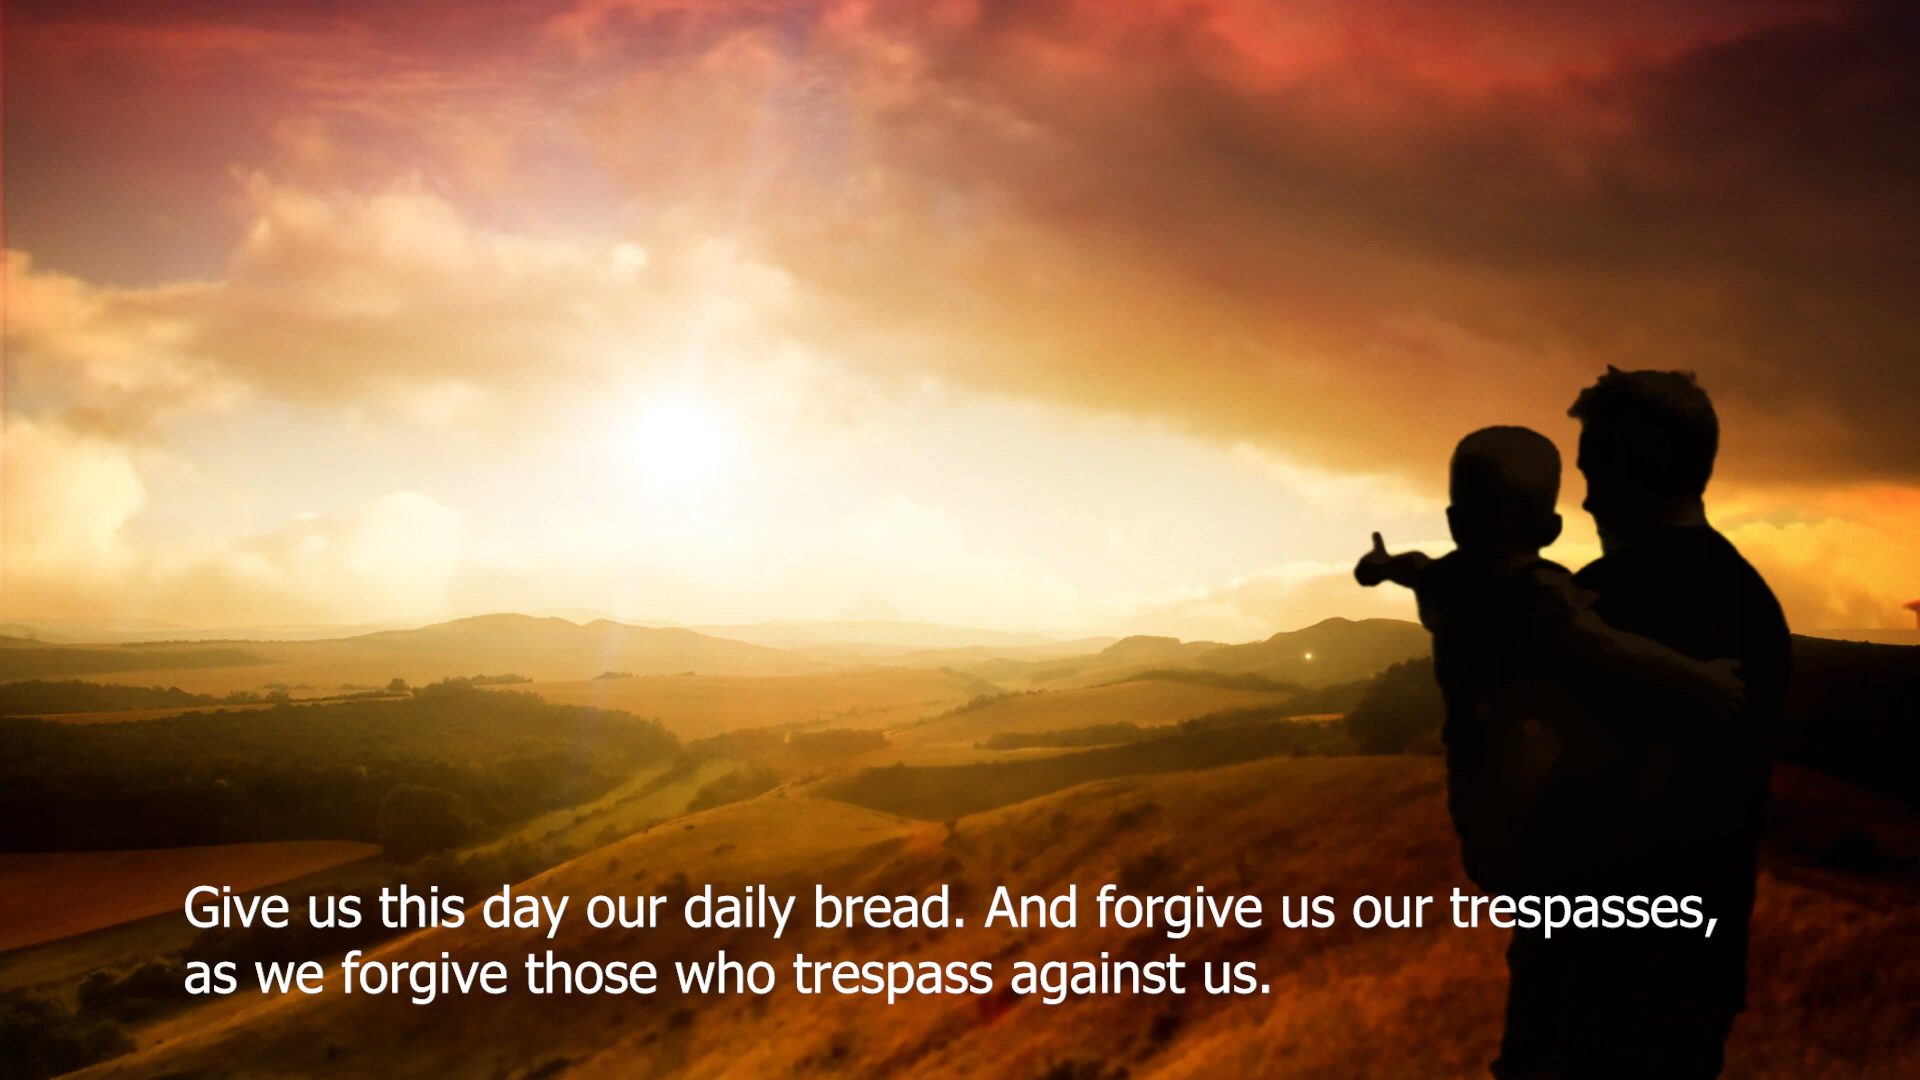 Give us this day our daily bread. And forgive us our trespasses,
as we forgive those who trespass against us.